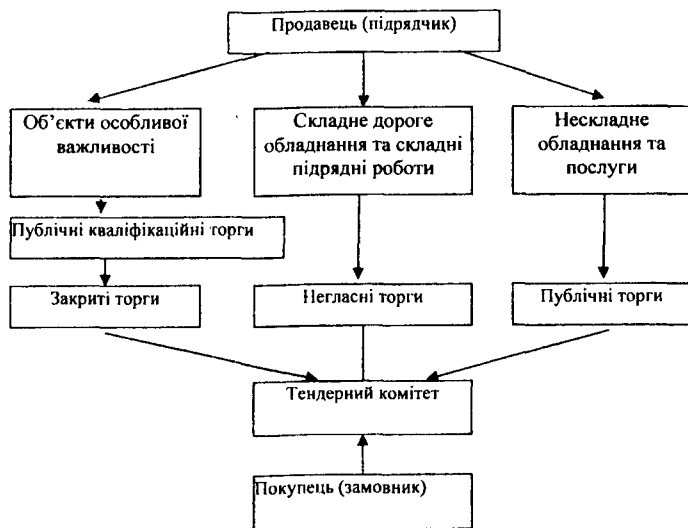 Продавець (підрядчик)
Об’єкти особливої
важливості
Складне дороге
обладнання та складні
підрядні роботи
Нескладне
обладнання та
послуги
Публічні кваліфікаційні торги
Закриті торги
Негласні торги
Публічні торги
Тендерний комітет
Покупець (замовник)